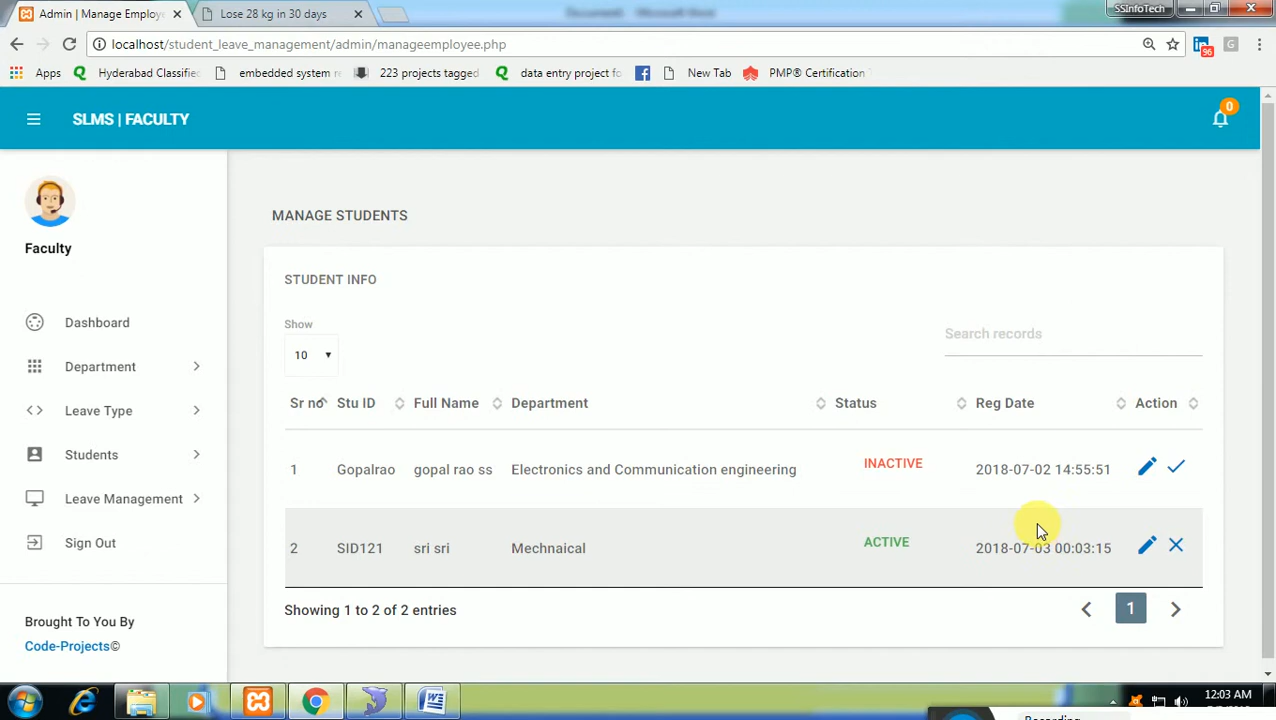 SSInfoTech
Admin | Manage Employe
Lose 28 kg in 30 days
localhost/student_leave_management/admin/manageemployee.php
96
G
Apps
Hyderabad Classified
embedded system re
223 projects tagged
data entry project fo
New Tab
PMP® Certification
SLMS | FACULTY
0
Faculty
Dashboard
Department
Leave Type
Students
Leave Management
Sign Out
Brought To You By
Code-Projects©
MANAGE STUDENTS
STUDENT INFO
Show
10
Search records
Sr no Stu ID Full Name Department Status Reg Date Action
1 Gopalrao gopal rao ss Electronics and Communication engineering INACTIVE 2018-07-02 14:55:51
2 SID121 sri sri Mechnaical ACTIVE 2018-07-03 00:03:15
Showing 1 to 2 of 2 entries
1
12:03 AM